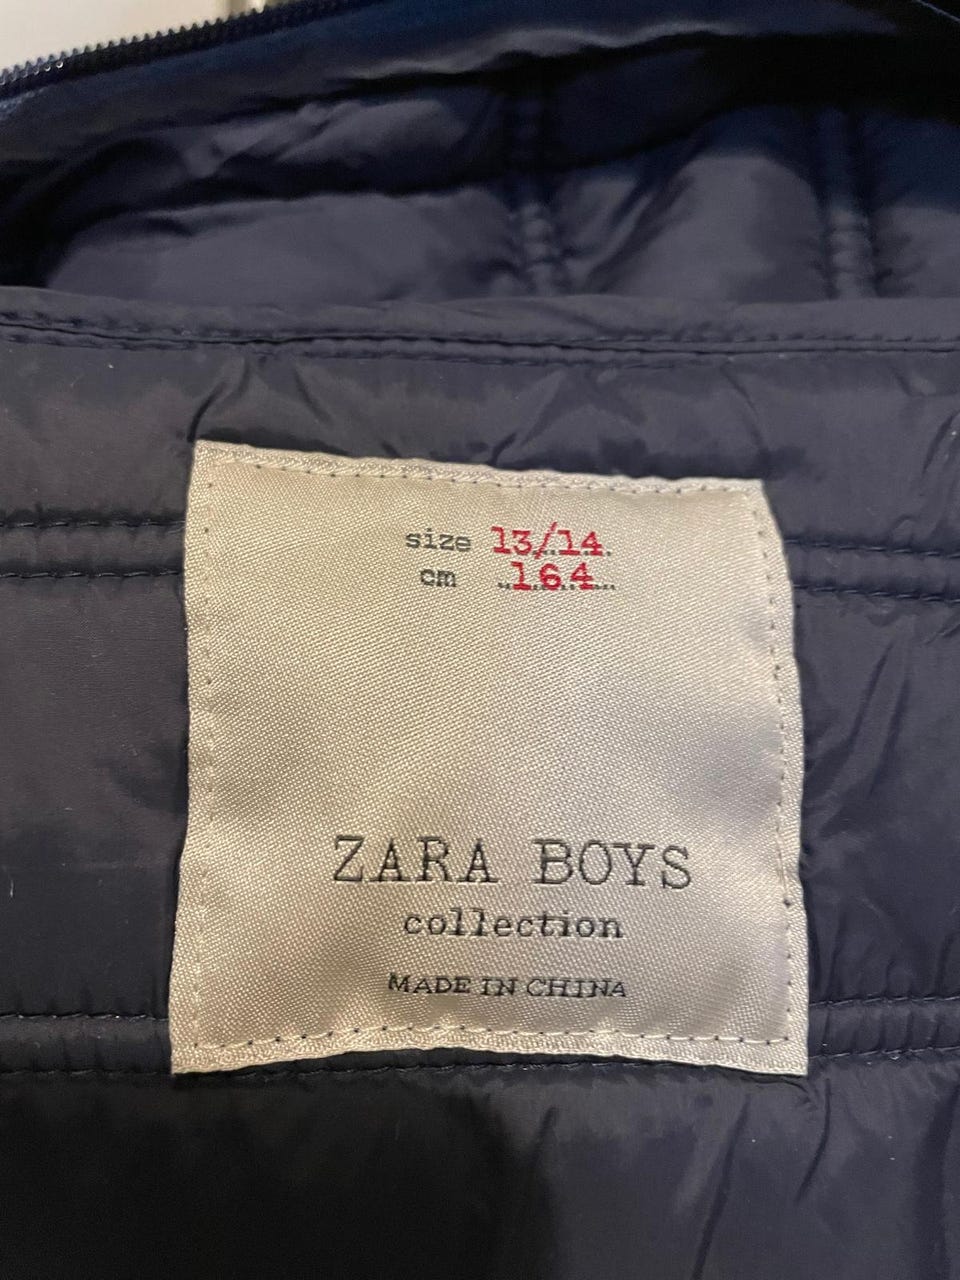 size 13/14
cm 164
ZARA BOYS
collection
MADE IN CHINA